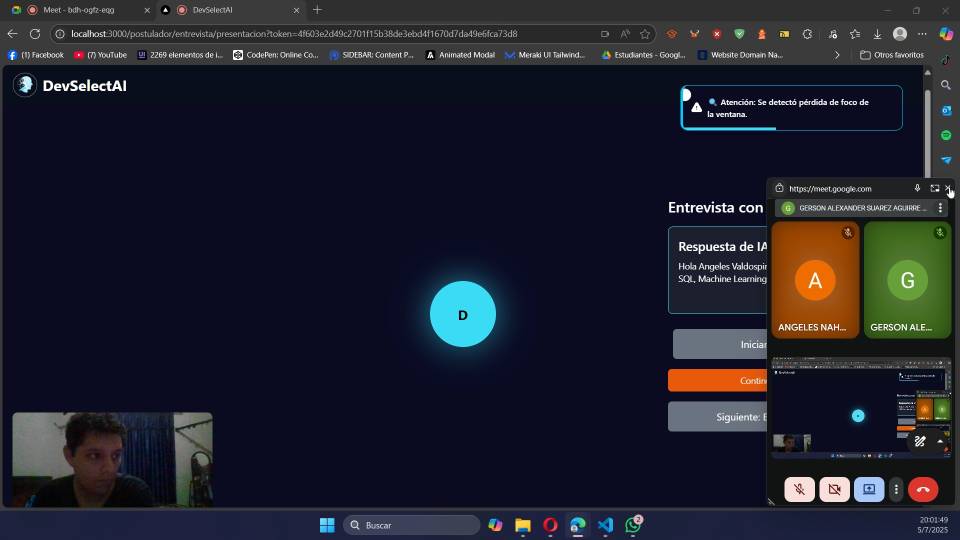 Meet - bdh-ogfz-eqg
DevSelectAI
localhost:3000/postulador/entrevista/presentacion?token=4f603e2d49c2701f15b38de3ebd4f1670d7da49e6fca73d8
(1) Facebook
(7) YouTube
2269 elementos de i...
CodePen: Online Co...
SIDEBAR: Content P...
Animated Modal
Meraki UI Tailwind...
Estudiantes - Googl...
Website Domain Na...
Otros favoritos
DevSelectAI
Atención: Se detectó pérdida de foco de
la ventana.
https://meet.google.com
G
GERSON ALEXANDER SUAREZ AGUIRRE ...
Entrevista con
Respuesta de IA
Hola Angeles Valdospin
SQL, Machine Learning
D
A
G
ANGELES NAH...
GERSON ALE...
Iniciar
Contin
Siguiente: E
Buscar
2
20:01:49
5/7/2025